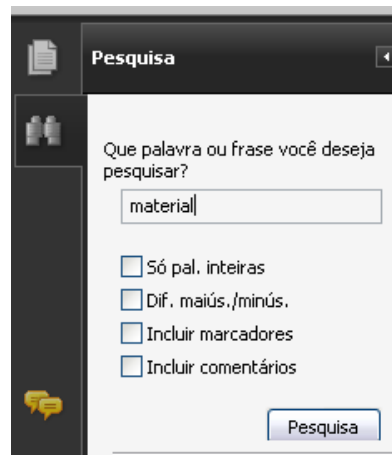 Pesquisa
Que palavra ou frase você deseja
pesquisar?
material
Só pal. inteiras
Dif. maiús./minús.
Incluir marcadores
Incluir comentários
Pesquisa